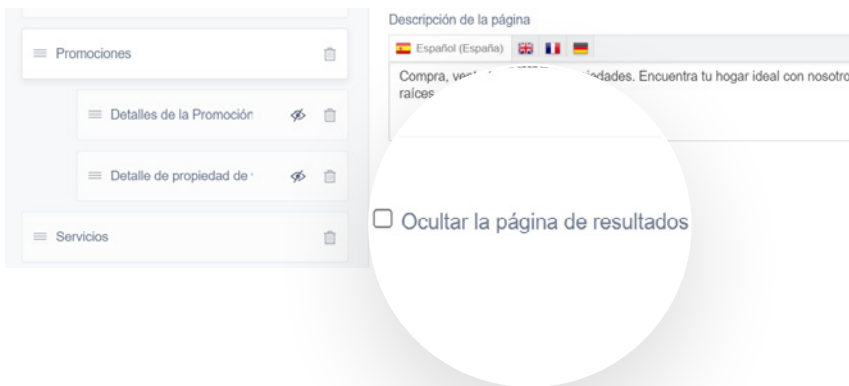 Promociones
Detalles de la Promoción
Detalle de propiedad de
Servicios
Descripción de la página
Español (España)
Compra, edades. Encuentra tu hogar ideal con nosotro
raíces
Ocultar la página de resultados